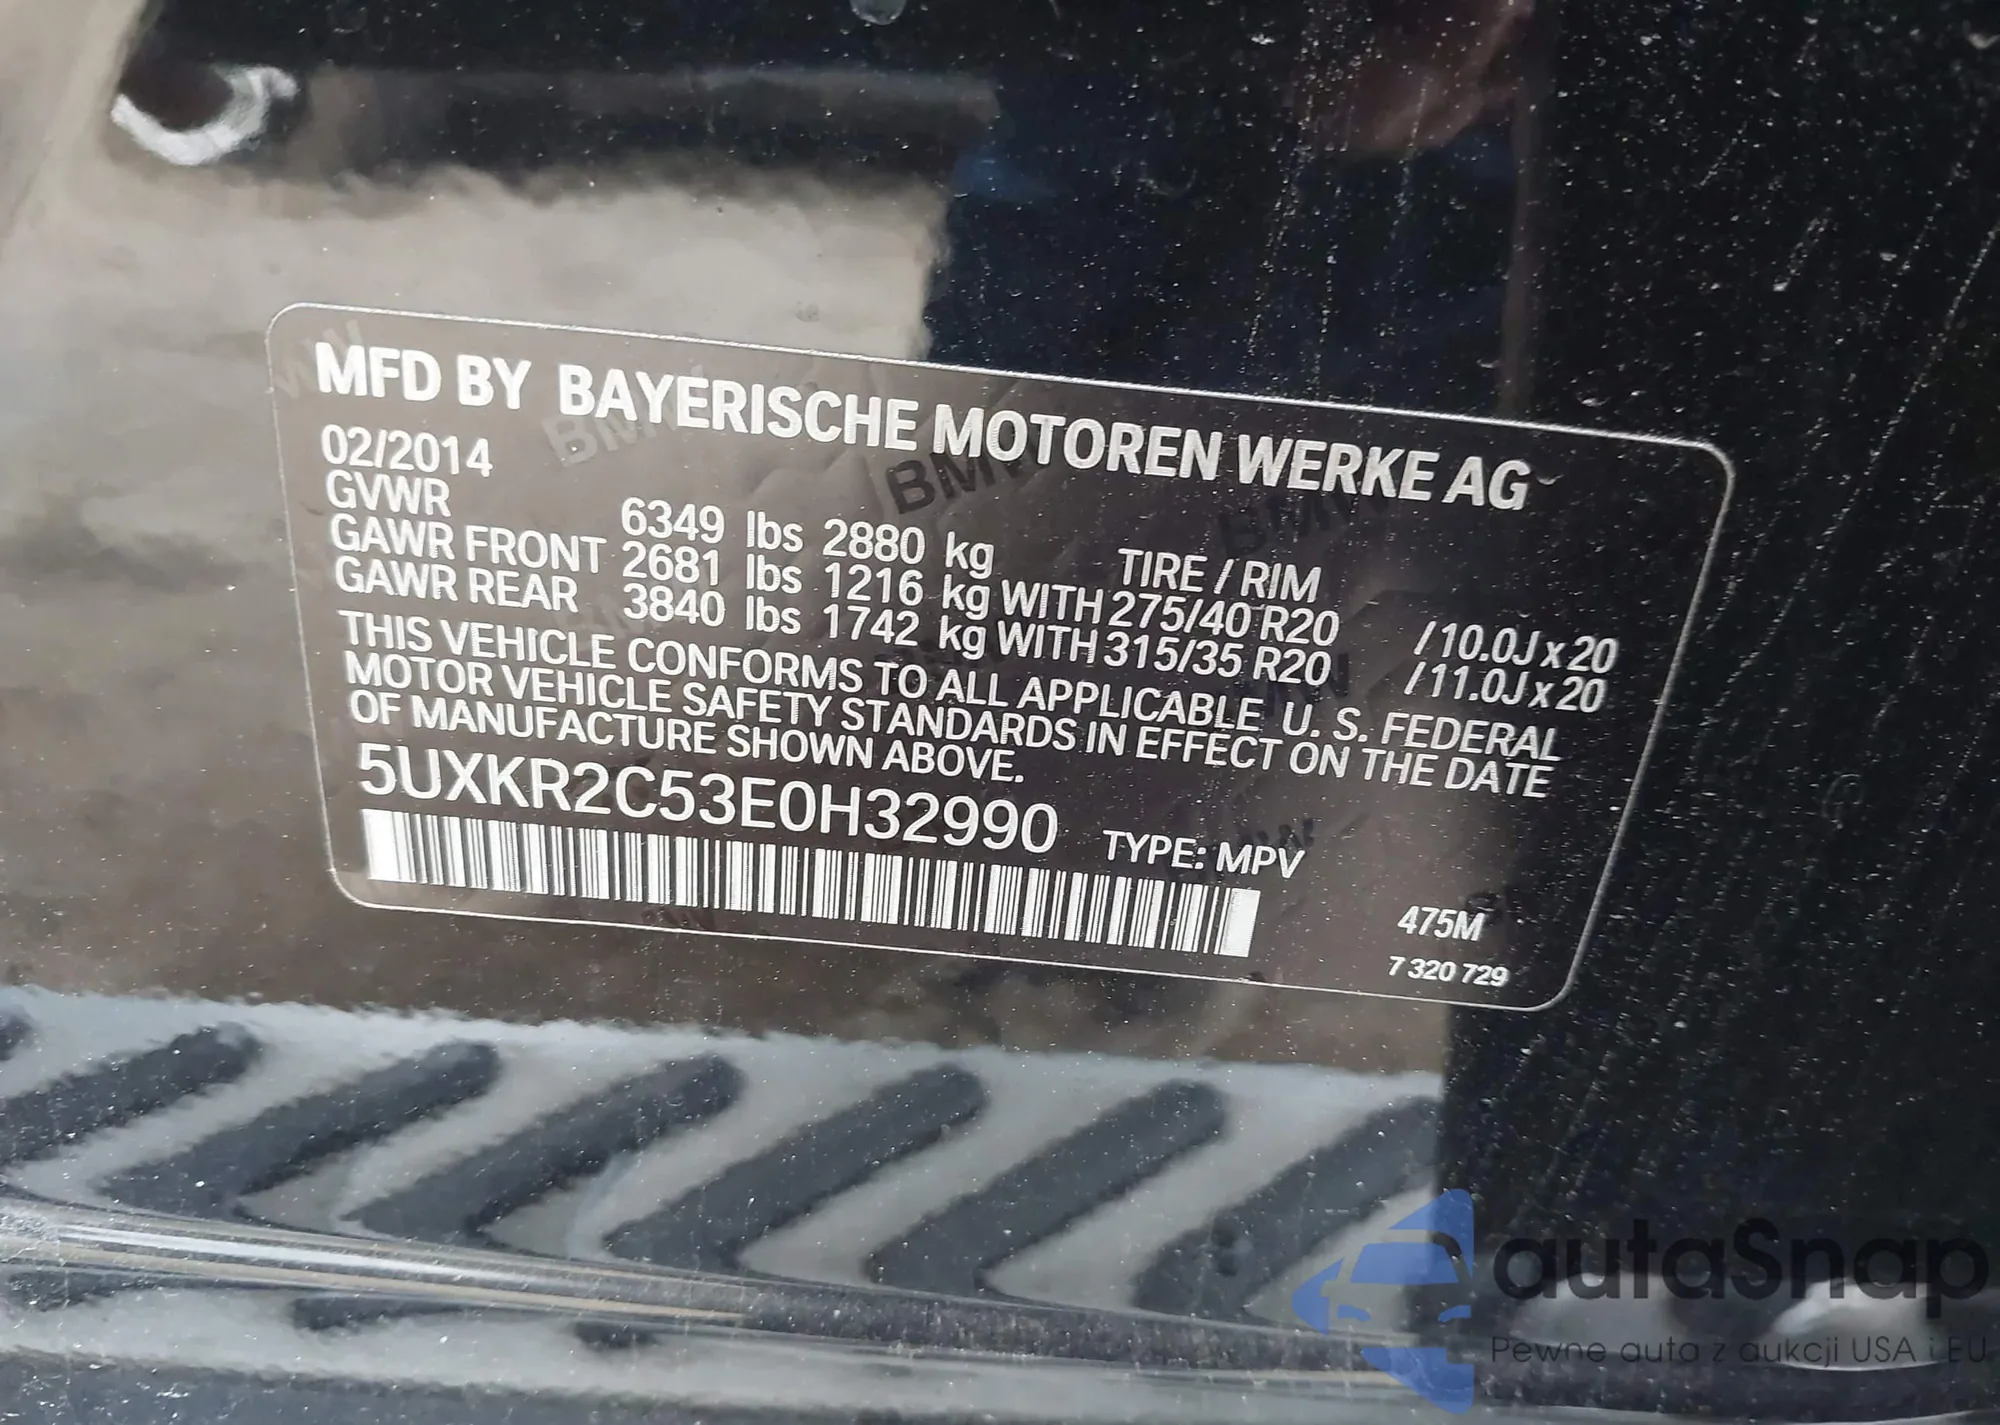 MFD BY BAYERISCHE MOTOREN WERKE AG
02/2014
GVWR 6349 lbs 2880 kg TIRE / RIM
GAWR FRONT 2681 lbs 1216 kg WITH 275/40 R20 /10.0J x 20
GAWR REAR 3840 lbs 1742 kg WITH 315/35 R20 /11.0J x 20
THIS VEHICLE CONFORMS TO ALL APPLICABLE U. S. FEDERAL
MOTOR VEHICLE SAFETY STANDARDS IN EFFECT ON THE DATE
OF MANUFACTURE SHOWN ABOVE.
5UXKR2C53E0H32990 TYPE: MPV
475M
7 320 729
autaSnap
Pewne auta z aukcji USA i EU